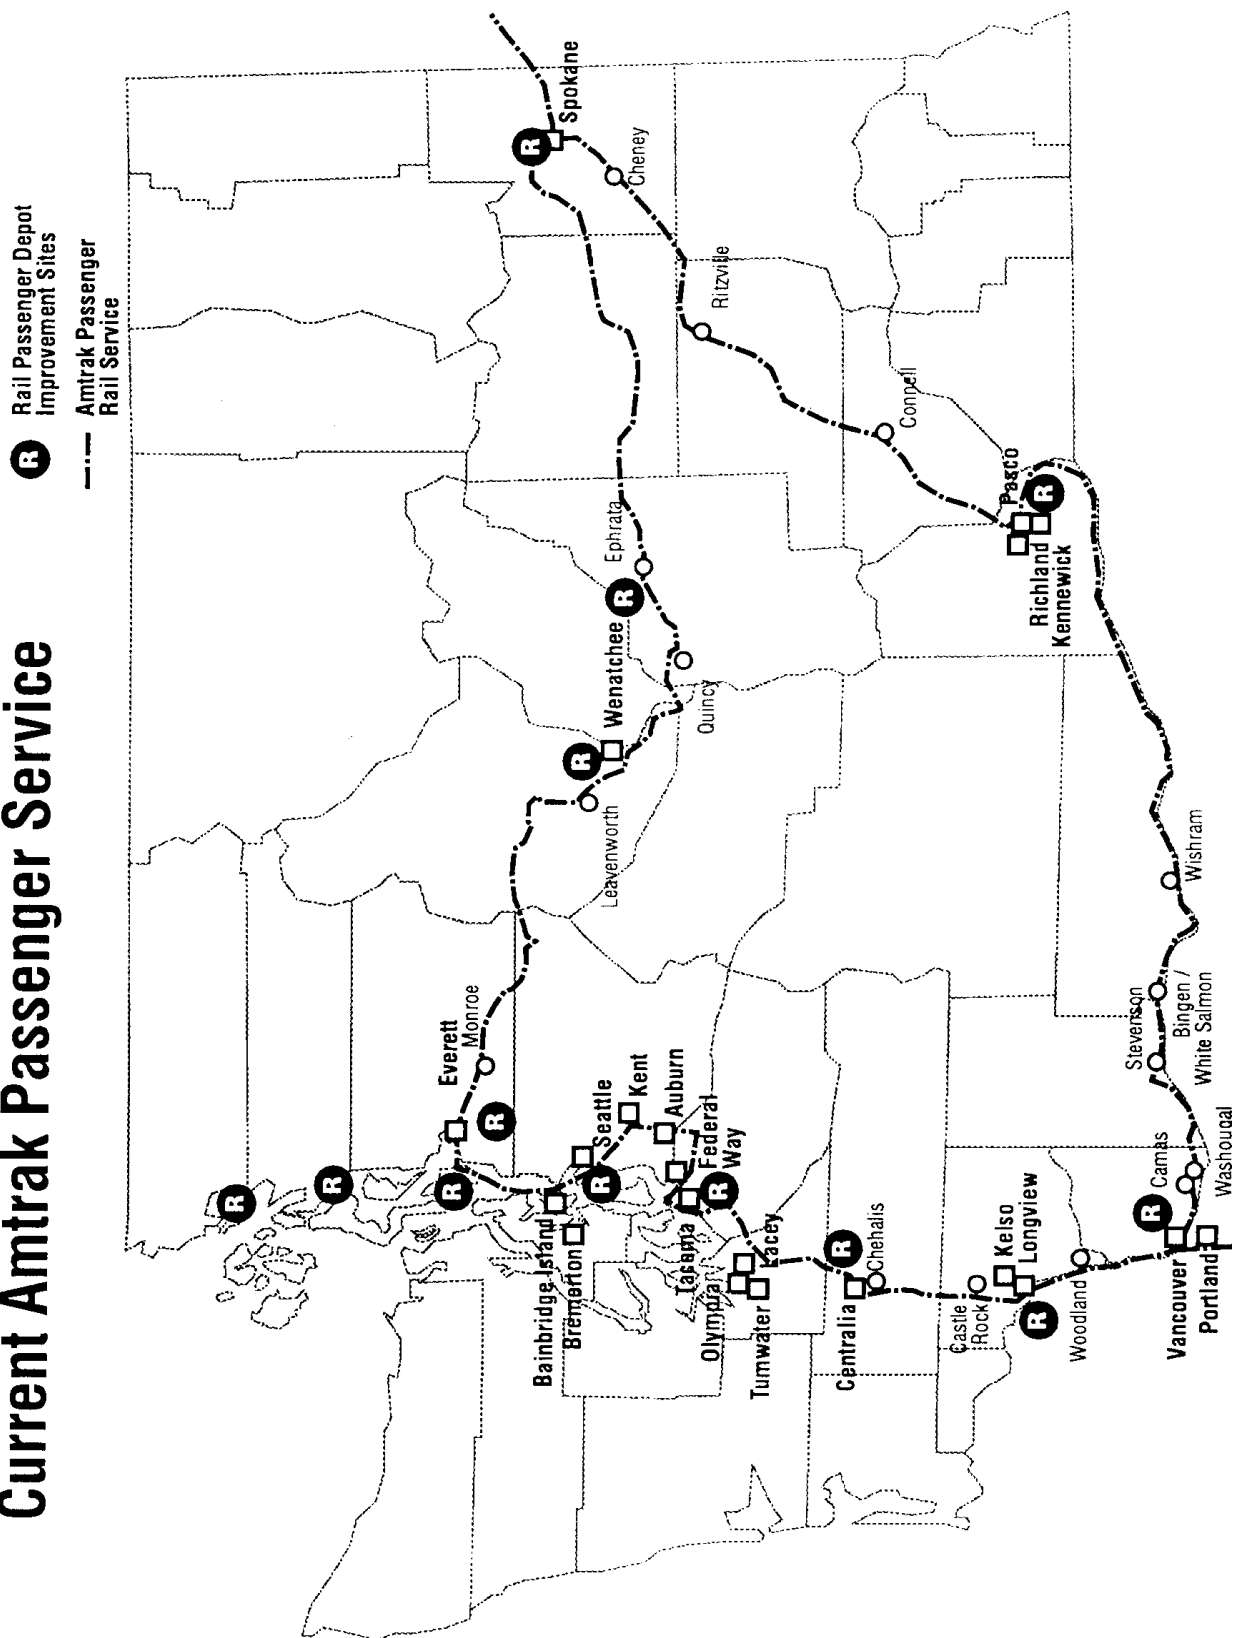 Current Amtrak Passenger Service
R
Rail Passenger Depot
Improvement Sites
Amtrak Passenger
Rail Service
R
R
R
R
Everett
Monroe
Leavenworth
R
Wenatchee
R
Ephrata
Quincy
R
Spokane
Cheney
Ritzville
Connell
Pasco
R
Richland
Kennewick
Bainbridge Island
Bremerton
Seattle
R
Kent
Auburn
Federal
Way
Tacoma
R
Olympia
Lacey
Tumwater
Centralia
R
Chehalis
Castle
Rock
Kelso
Longview
R
Woodland
Vancouver
Portland
R
Camas
Washougal
Stevenson
Bingen /
White Salmon
Wishram